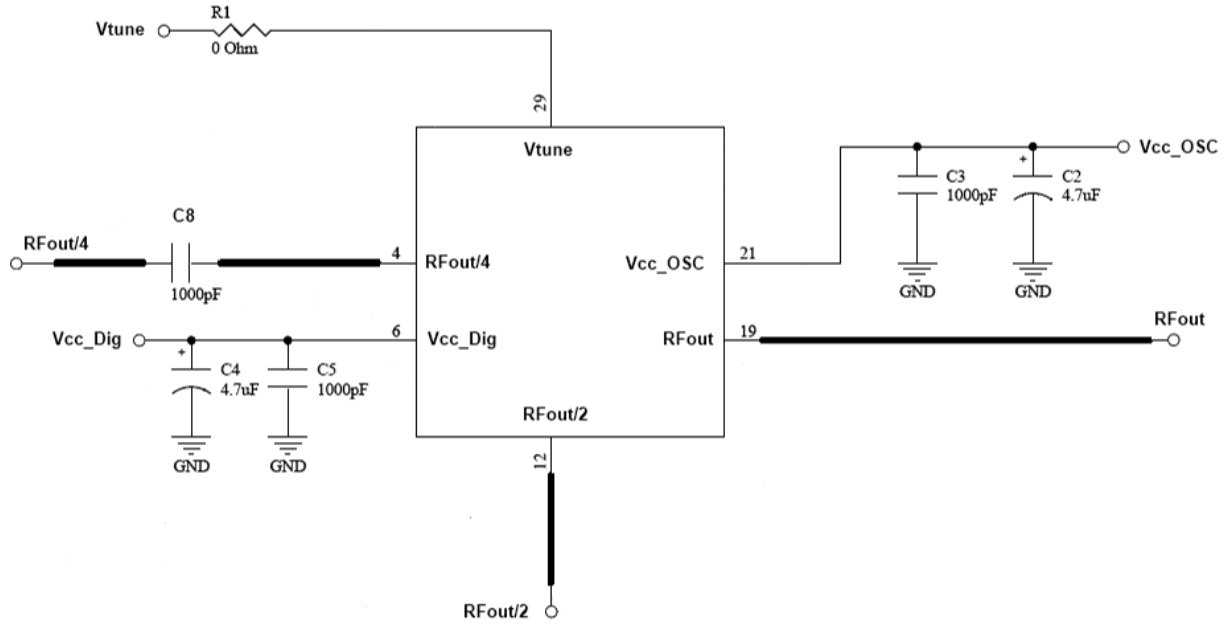 R1
Vtune
0 Ohm
29
Vtune
Vcc_OSC
+
C3
1000pF
C2
4.7uF
C8
RFout/4
4
RFout/4
1000pF
21
Vcc_OSC
GND
GND
Vcc_Dig
6
Vcc_Dig
RFout
19
RFout
+
C4
4.7uF
C5
1000pF
RFout/2
GND
GND
12
RFout/2